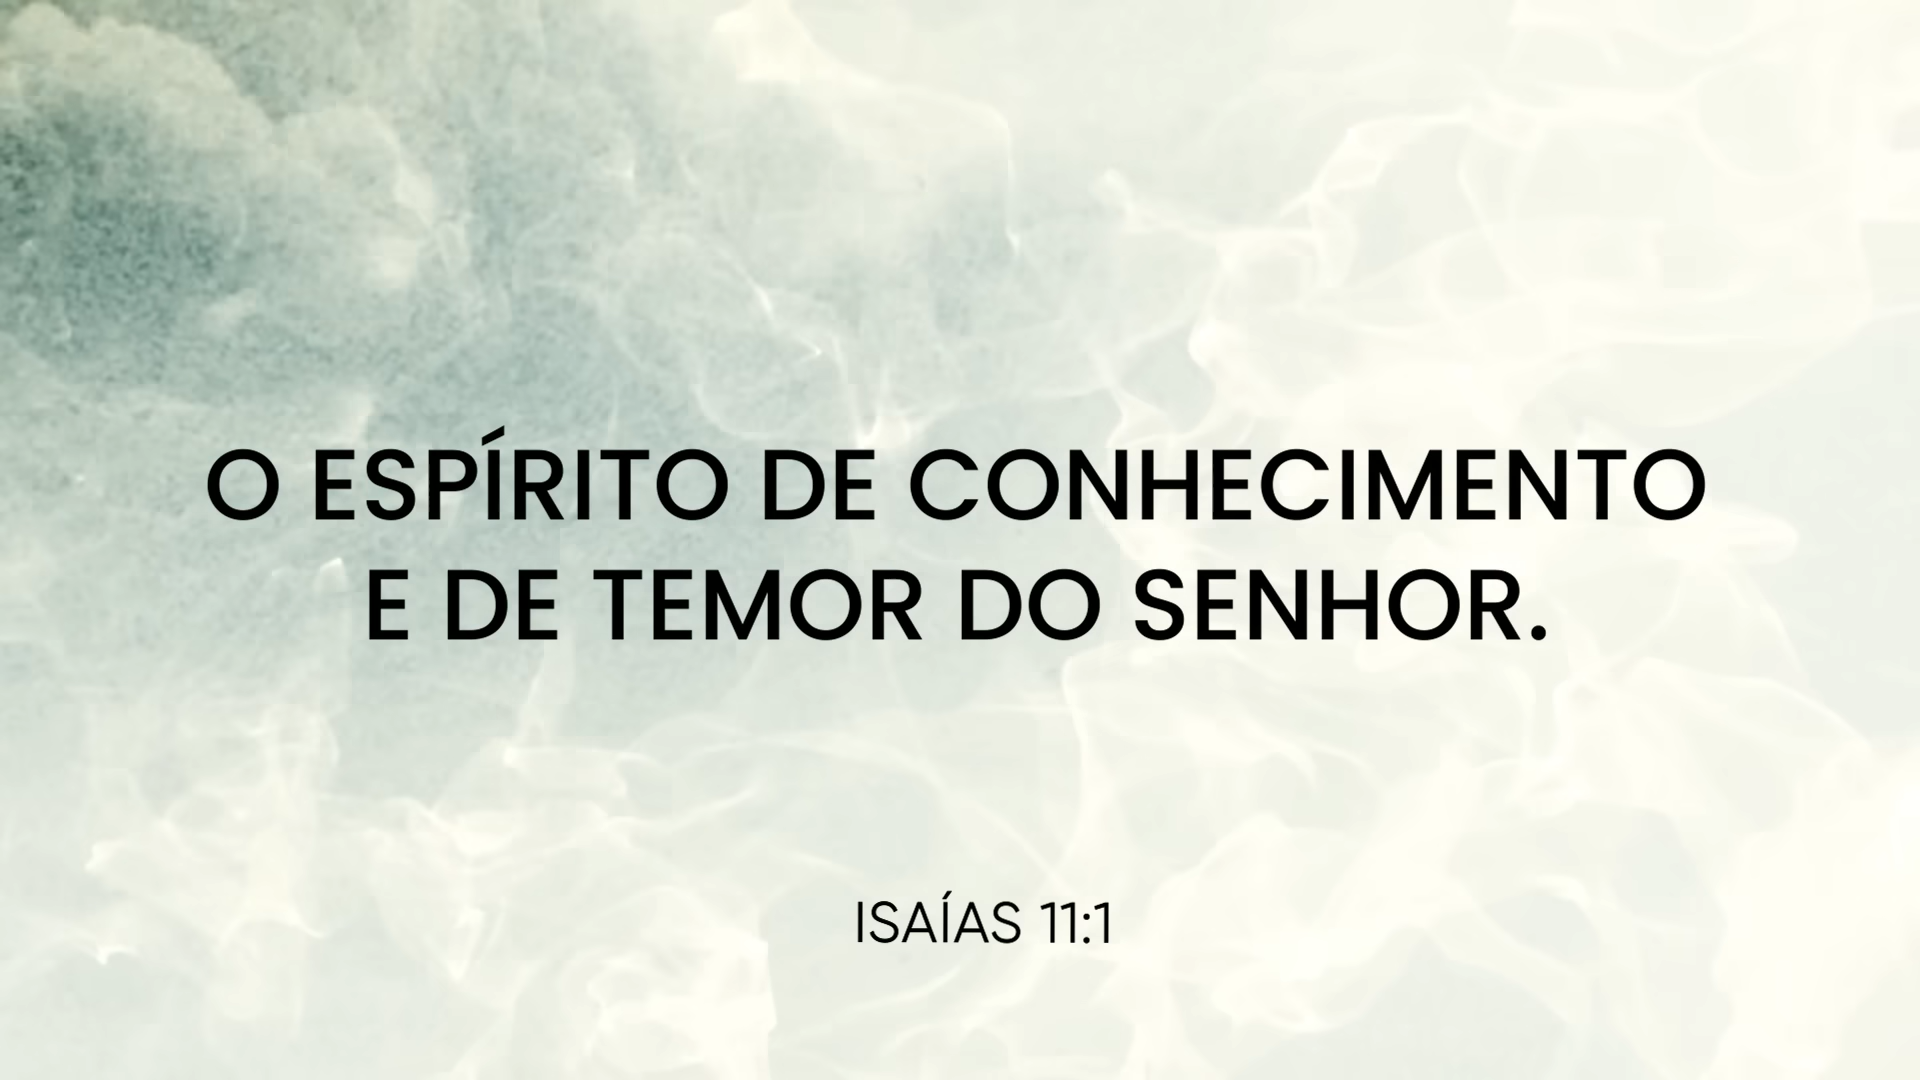 O ESPÍRITO DE CONHECIMENTO
E DE TEMOR DO SENHOR.
ISAÍAS 11:1